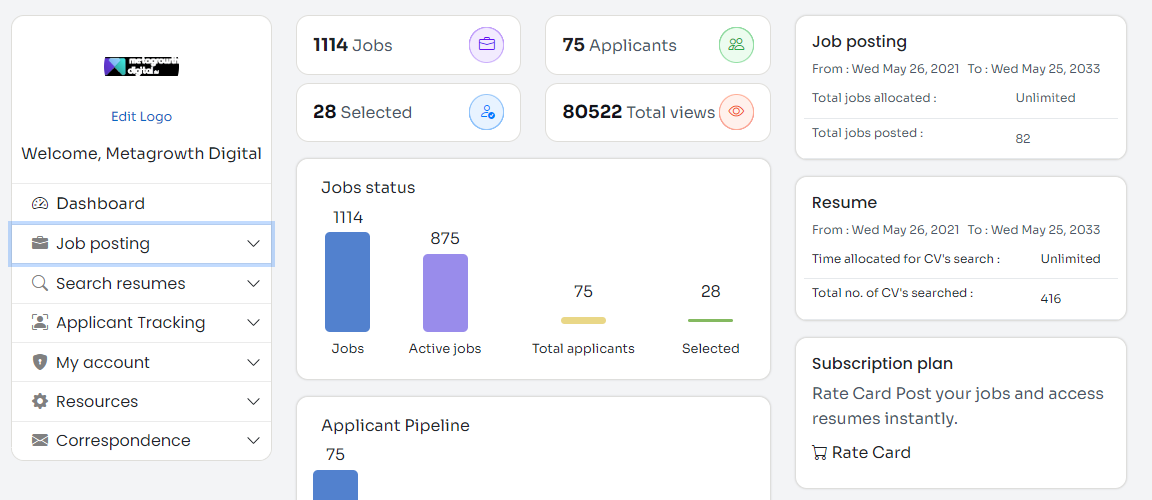 metagrowth
digital
Edit Logo
Welcome, Metagrowth Digital
Dashboard
Job posting
Search resumes
Applicant Tracking
My account
Resources
Correspondence
1114 Jobs
75 Applicants
28 Selected
80522 Total views
Jobs status
1114
875
75
28
Jobs
Active jobs
Total applicants
Selected
Applicant Pipeline
75
Job posting
From : Wed May 26, 2021 To : Wed May 25, 2033
Total jobs allocated : Unlimited
Total jobs posted : 82
Resume
From : Wed May 26, 2021 To : Wed May 25, 2033
Time allocated for CV's search : Unlimited
Total no. of CV's searched : 416
Subscription plan
Rate Card Post your jobs and access
resumes instantly.
Rate Card